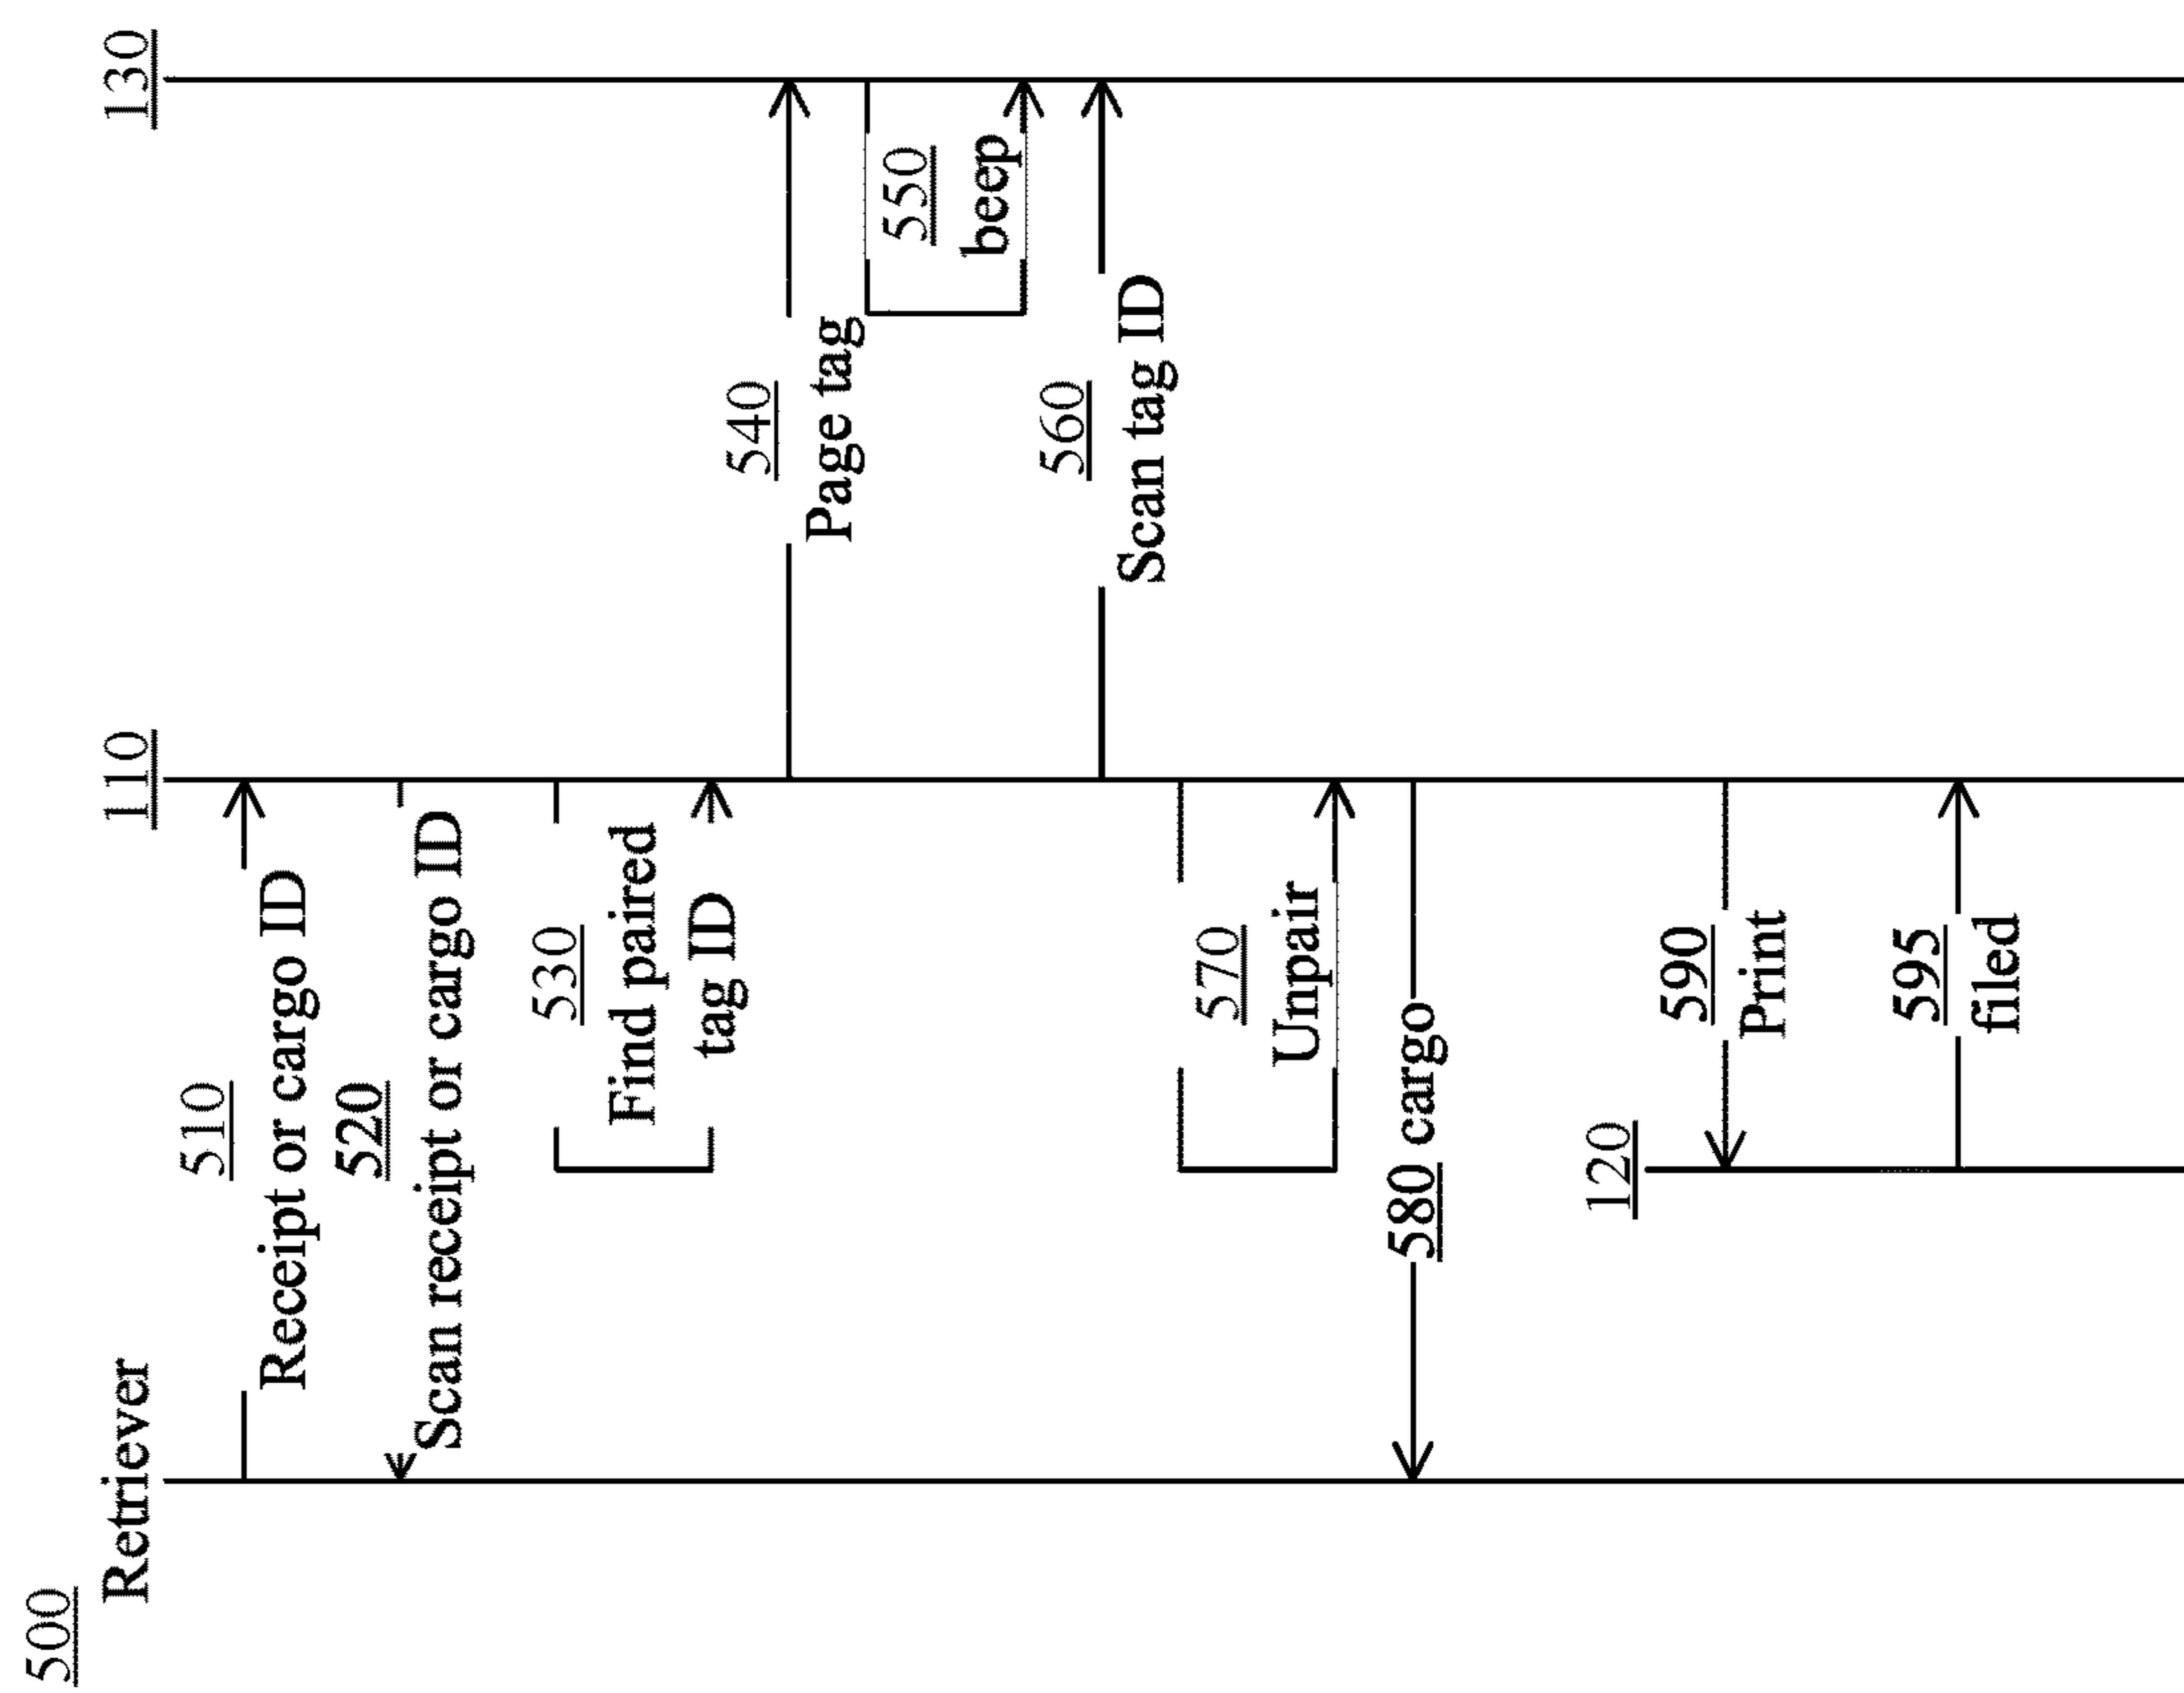 500
Retriever
110
130
510
Receipt or cargo ID
520
Scan receipt or cargo ID
530
Find paired
tag ID
540
Page tag
550
beep
560
Scan tag ID
570
Unpair
580 cargo
120
590
Print
595
filed